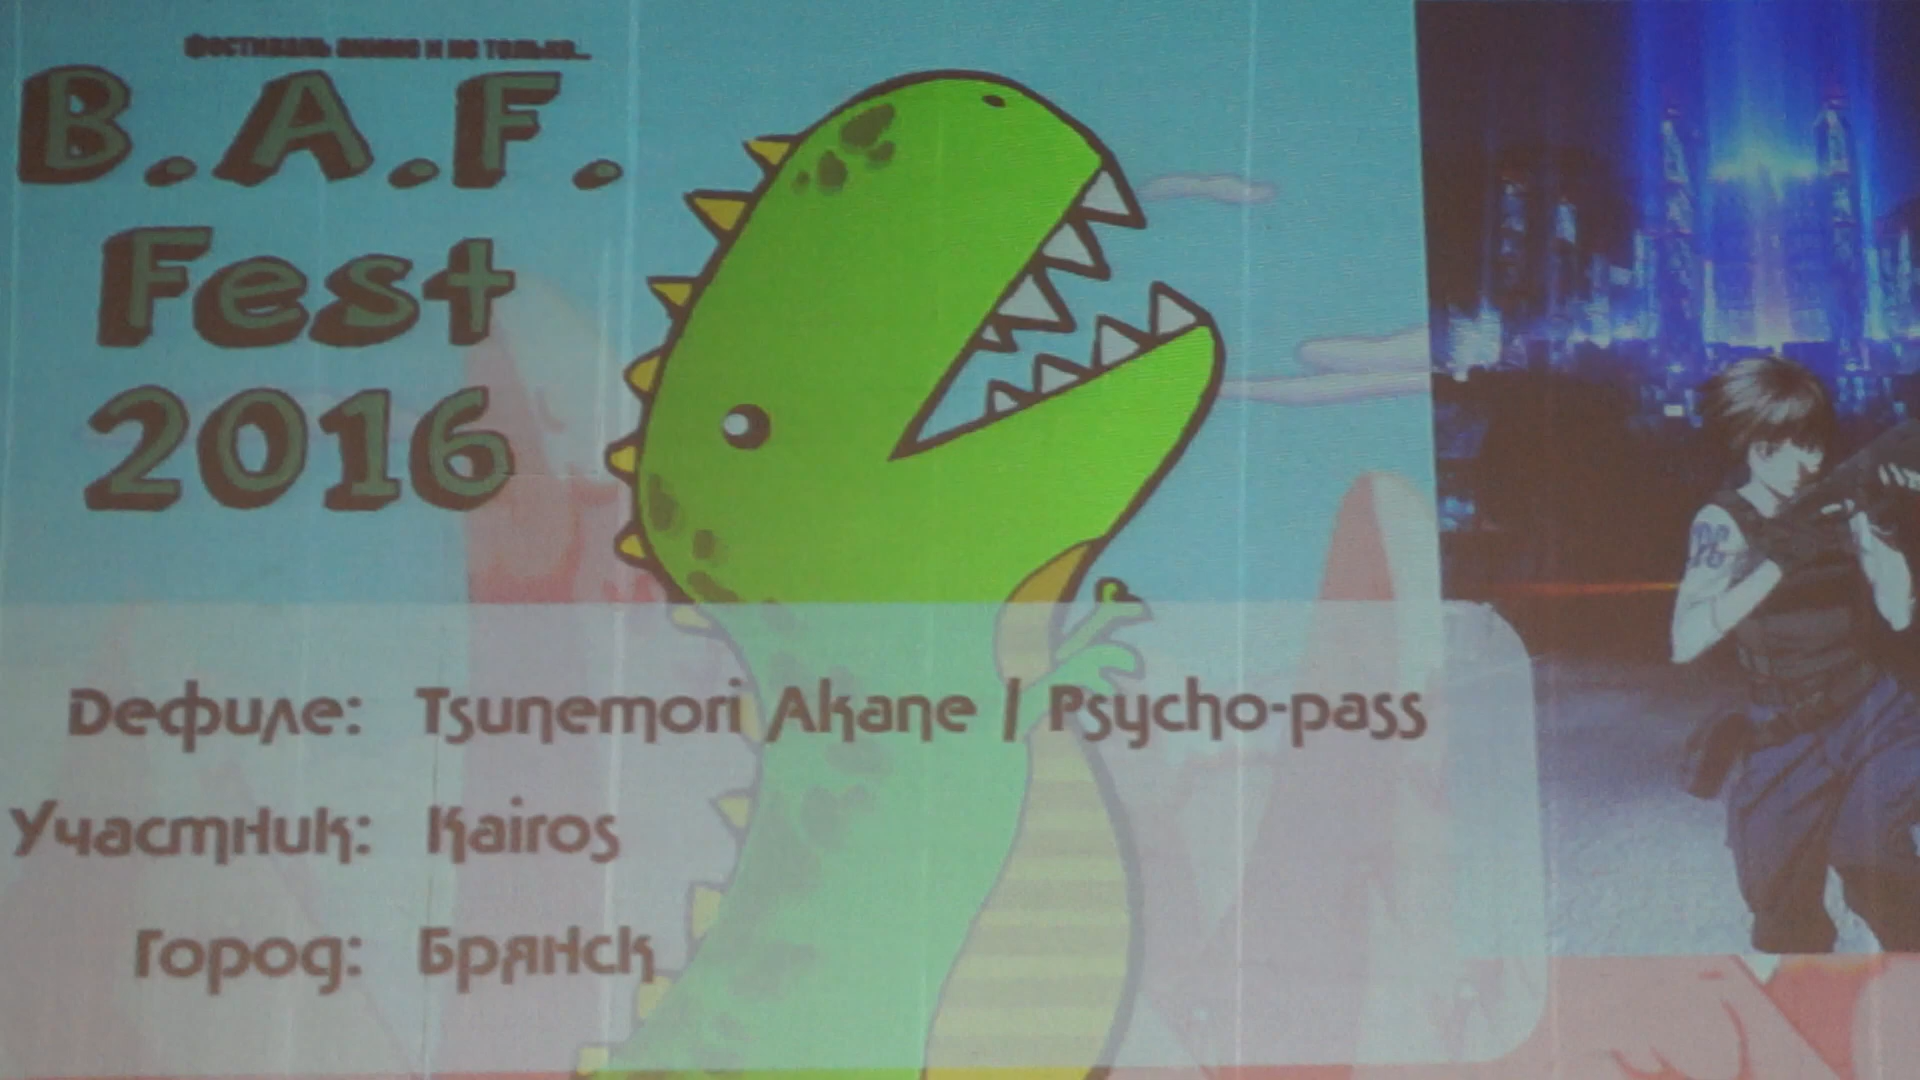 фестиваль аниме и не только...
B.A.F.
Fest
2016
Дефиле: Tsunemori Akane / Psycho-pass
Участник: Kairos
Город: Брянск